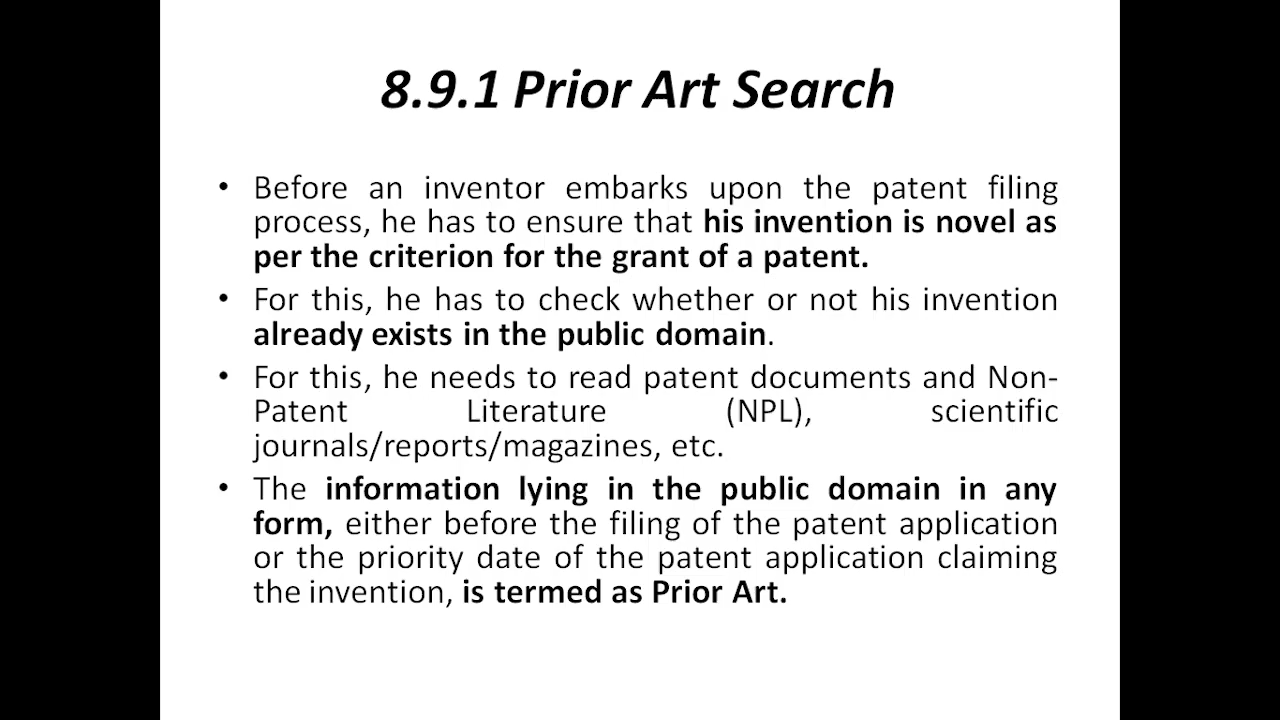 8.9.1 Prior Art Search
• Before an inventor embarks upon the patent filing
process, he has to ensure that his invention is novel as
per the criterion for the grant of a patent.
• For this, he has to check whether or not his invention
already exists in the public domain.
• For this, he needs to read patent documents and Non-
Patent Literature (NPL), scientific
journals/reports/magazines, etc.
• The information lying in the public domain in any
form, either before the filing of the patent application
or the priority date of the patent application claiming
the invention, is termed as Prior Art.